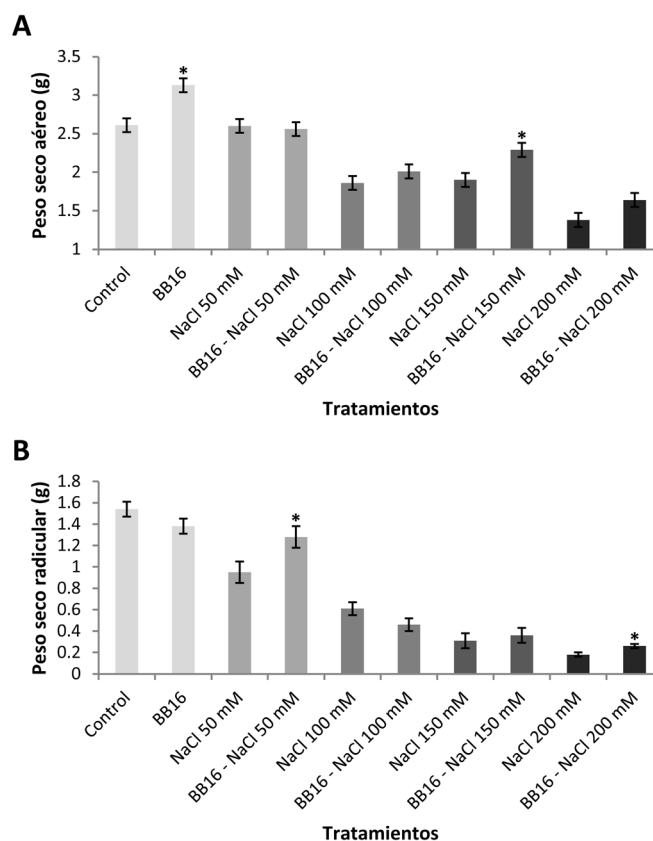 A
Peso seco aéreo (g)
3.5
3
2.5
2
1.5
1
*
*
Control
BB16
NaCl 50 mM
BB16 - NaCl 50 mM
NaCl 100 mM
BB16 - NaCl 100 mM
NaCl 150 mM
BB16 - NaCl 150 mM
NaCl 200 mM
BB16 - NaCl 200 mM
Tratamientos
B
Peso seco radicular (g)
1.8
1.6
1.4
1.2
1
0.8
0.6
0.4
0.2
0
*
*
Control
BB16
NaCl 50 mM
BB16 - NaCl 50 mM
NaCl 100 mM
BB16 - NaCl 100 mM
NaCl 150 mM
BB16 - NaCl 150 mM
NaCl 200 mM
BB16 - NaCl 200 mM
Tratamientos